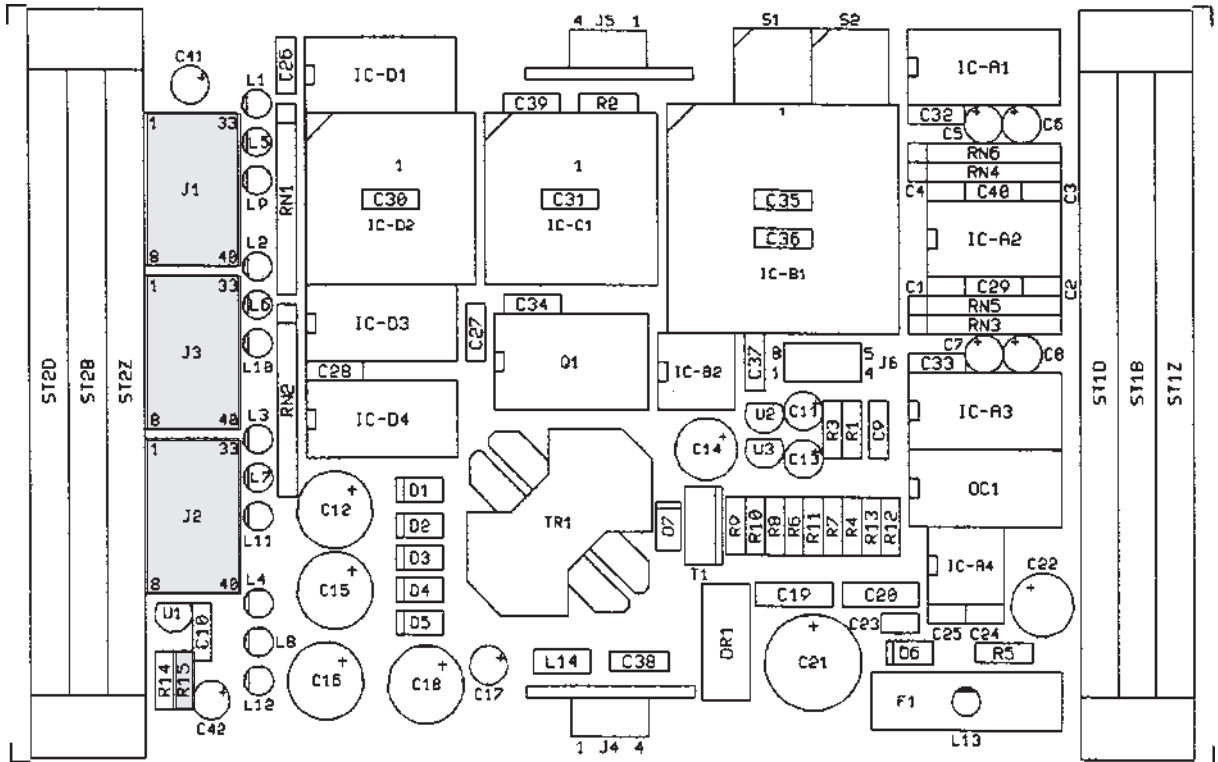 4 J5 1
S1 S2
C41
C26
IC-D1
IC-A1
L1
C39 R2
1
C32
C5 C6
1 33
L5
RN6
RN4
J1
L9
RN1
1
C30
IC-D2
1
C31
IC-C1
C35
C36
IC-B1
C4 C40 C3
IC-A2
8 40
L2
C1 C29 C2
RN5
RN3
1 33
L6
J3
L10
IC-D3
C27
C34
Q1
IC-B2
C37
8 5
1 4
J6
C7 C8
C33
C28
RN2
IC-D4
IC-A3
8 40
L3
U2 C11
U3 C13
R3 R1 C9
C14
ST2D ST2B ST2Z
ST1D ST1B ST1Z
1 33
L7
J2
L11
C12
D1
D2
D3
D4
D5
TR1
D7
T1
R9 R10 R8 R6 R11 R7 R4 R13 R12
OC1
IC-A4
C22
8 40
L4
C15
C19 C20
C23 C25 C24
U1 C10
L8
DR1
C21
D6 R5
R14 R15
C42
L12
C16
C18
C17
L14 C38
F1
L13
1 J4 4